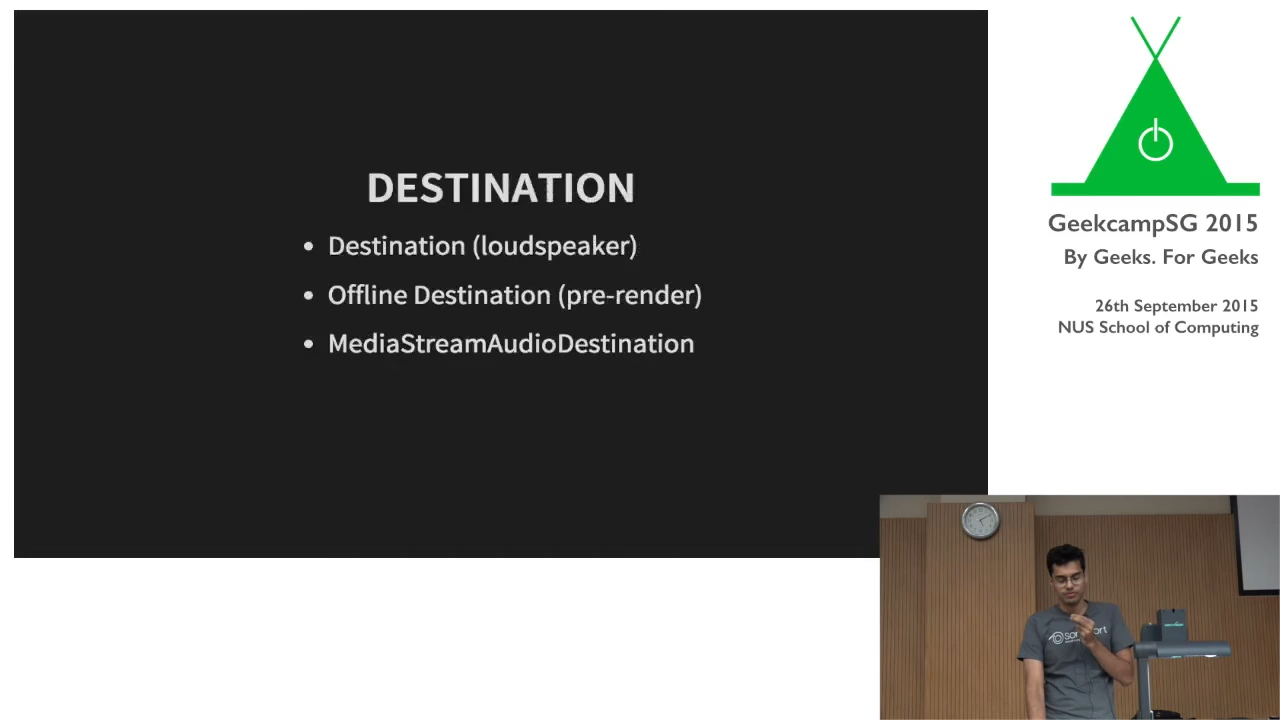 DESTINATION
• Destination (loudspeaker)
• Offline Destination (pre-render)
• MediaStreamAudioDestination
GeekcampSG 2015
By Geeks. For Geeks
26th September 2015
NUS School of Computing